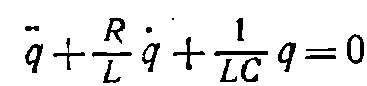 q̈ + R/L q̇ + 1/LC q = 0